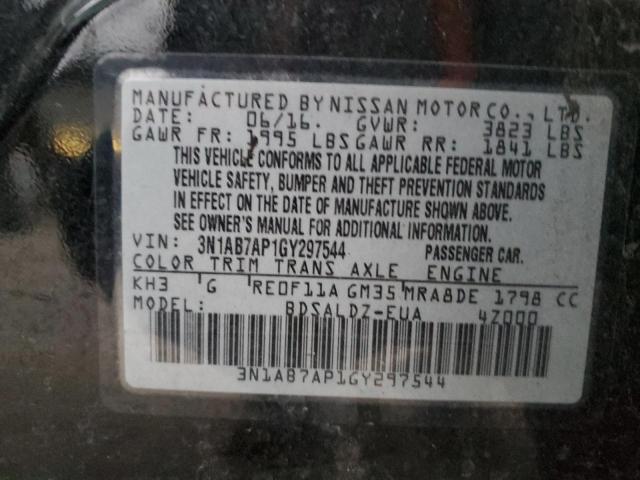 MANUFACTURED BY NISSAN MOTOR CO., LTD.
DATE: 06/16. GVWR: 3823 LBS
GAWR FR: 1995 LBS GAWR RR: 1841 LBS
THIS VEHICLE CONFORMS TO ALL APPLICABLE FEDERAL MOTOR
VEHICLE SAFETY, BUMPER AND THEFT PREVENTION STANDARDS
IN EFFECT ON THE DATE OF MANUFACTURE SHOWN ABOVE.
SEE OWNER'S MANUAL FOR ADDITIONAL INFORMATION.
VIN: 3N1AB7AP1GY297544 PASSENGER CAR.
COLOR TRIM TRANS AXLE ENGINE
KH3 G RE0F11A GM35 MRA8DE 1798 CC
MODEL: BDSALDZ-EUA 4Z000
3N1AB7AP1GY297544